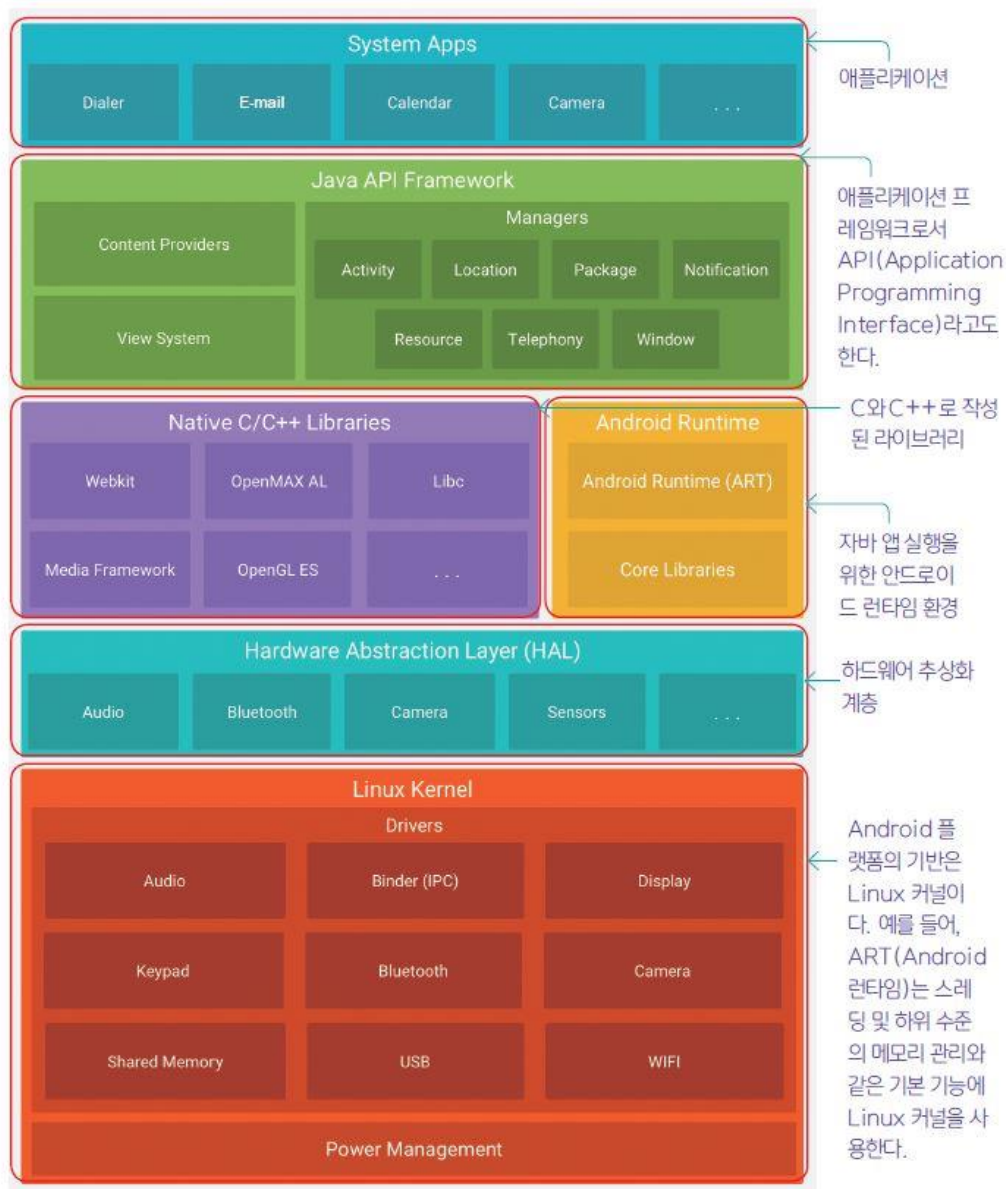 System Apps
Dialer
E-mail
Calendar
Camera
. . .
애플리케이션
Java API Framework
Content Providers
View System
Managers
Activity
Location
Package
Notification
Resource
Telephony
Window
애플리케이션 프
레임워크로서
API(Application
Programming
Interface)라고도
한다.
Native C/C++ Libraries
Webkit
OpenMAX AL
Libc
Media Framework
OpenGL ES
. . .
C와 C++로 작성
된 라이브러리
Android Runtime
Android Runtime (ART)
Core Libraries
자바 앱 실행을
위한 안드로이
드 런타임 환경
Hardware Abstraction Layer (HAL)
Audio
Bluetooth
Camera
Sensors
. . .
하드웨어 추상화
계층
Linux Kernel
Drivers
Audio
Binder (IPC)
Display
Keypad
Bluetooth
Camera
Shared Memory
USB
WIFI
Power Management
Android 플
랫폼의 기반은
Linux 커널이
다. 예를 들어,
ART(Android
런타임)는 스레
딩 및 하위 수준
의 메모리 관리와
같은 기본 기능에
Linux 커널을 사
용한다.